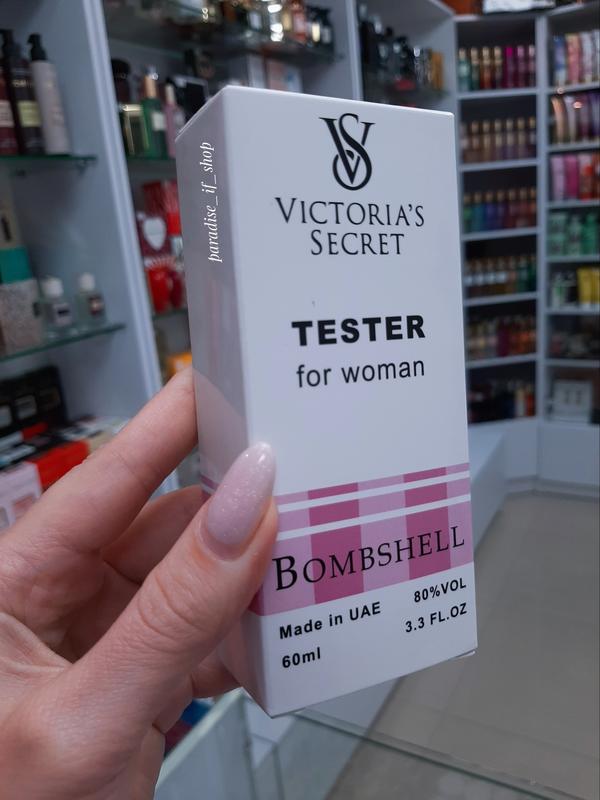 paradise_if_shop
VS
VICTORIA'S
SECRET
TESTER
for woman
BOMBSHELL
Made in UAE 80%VOL
60ml 3.3 FL.OZ